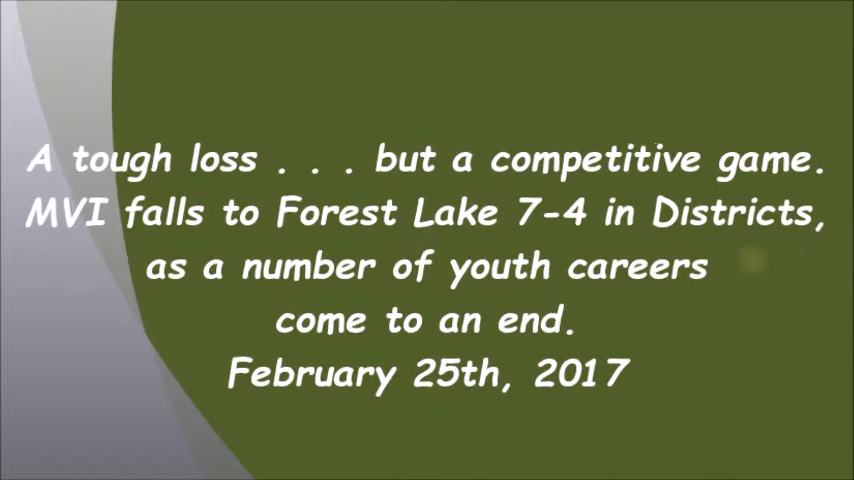 A tough loss . . . but a competitive game.
MVI falls to Forest Lake 7-4 in Districts,
as a number of youth careers
come to an end.
February 25th, 2017